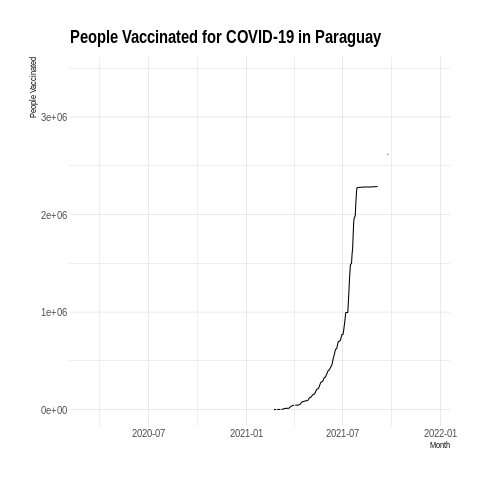 People Vaccinated for COVID-19 in Paraguay
People Vaccinated
3e+06
2e+06
1e+06
0e+00
2020-07 2021-01 2021-07 2022-01
Month